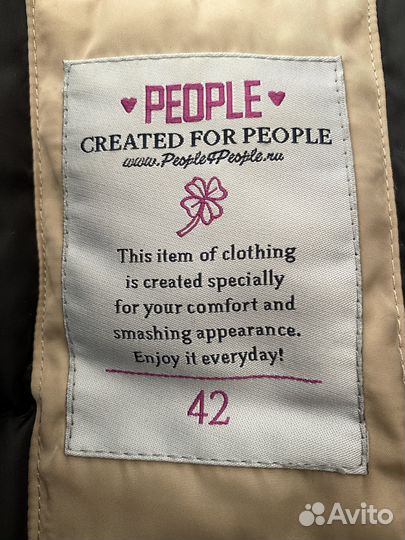 PEOPLE
CREATED FOR PEOPLE
www.People4People.ru
This item of clothing
is created specially
for your comfort and
smashing appearance.
Enjoy it everyday!
42
Avito